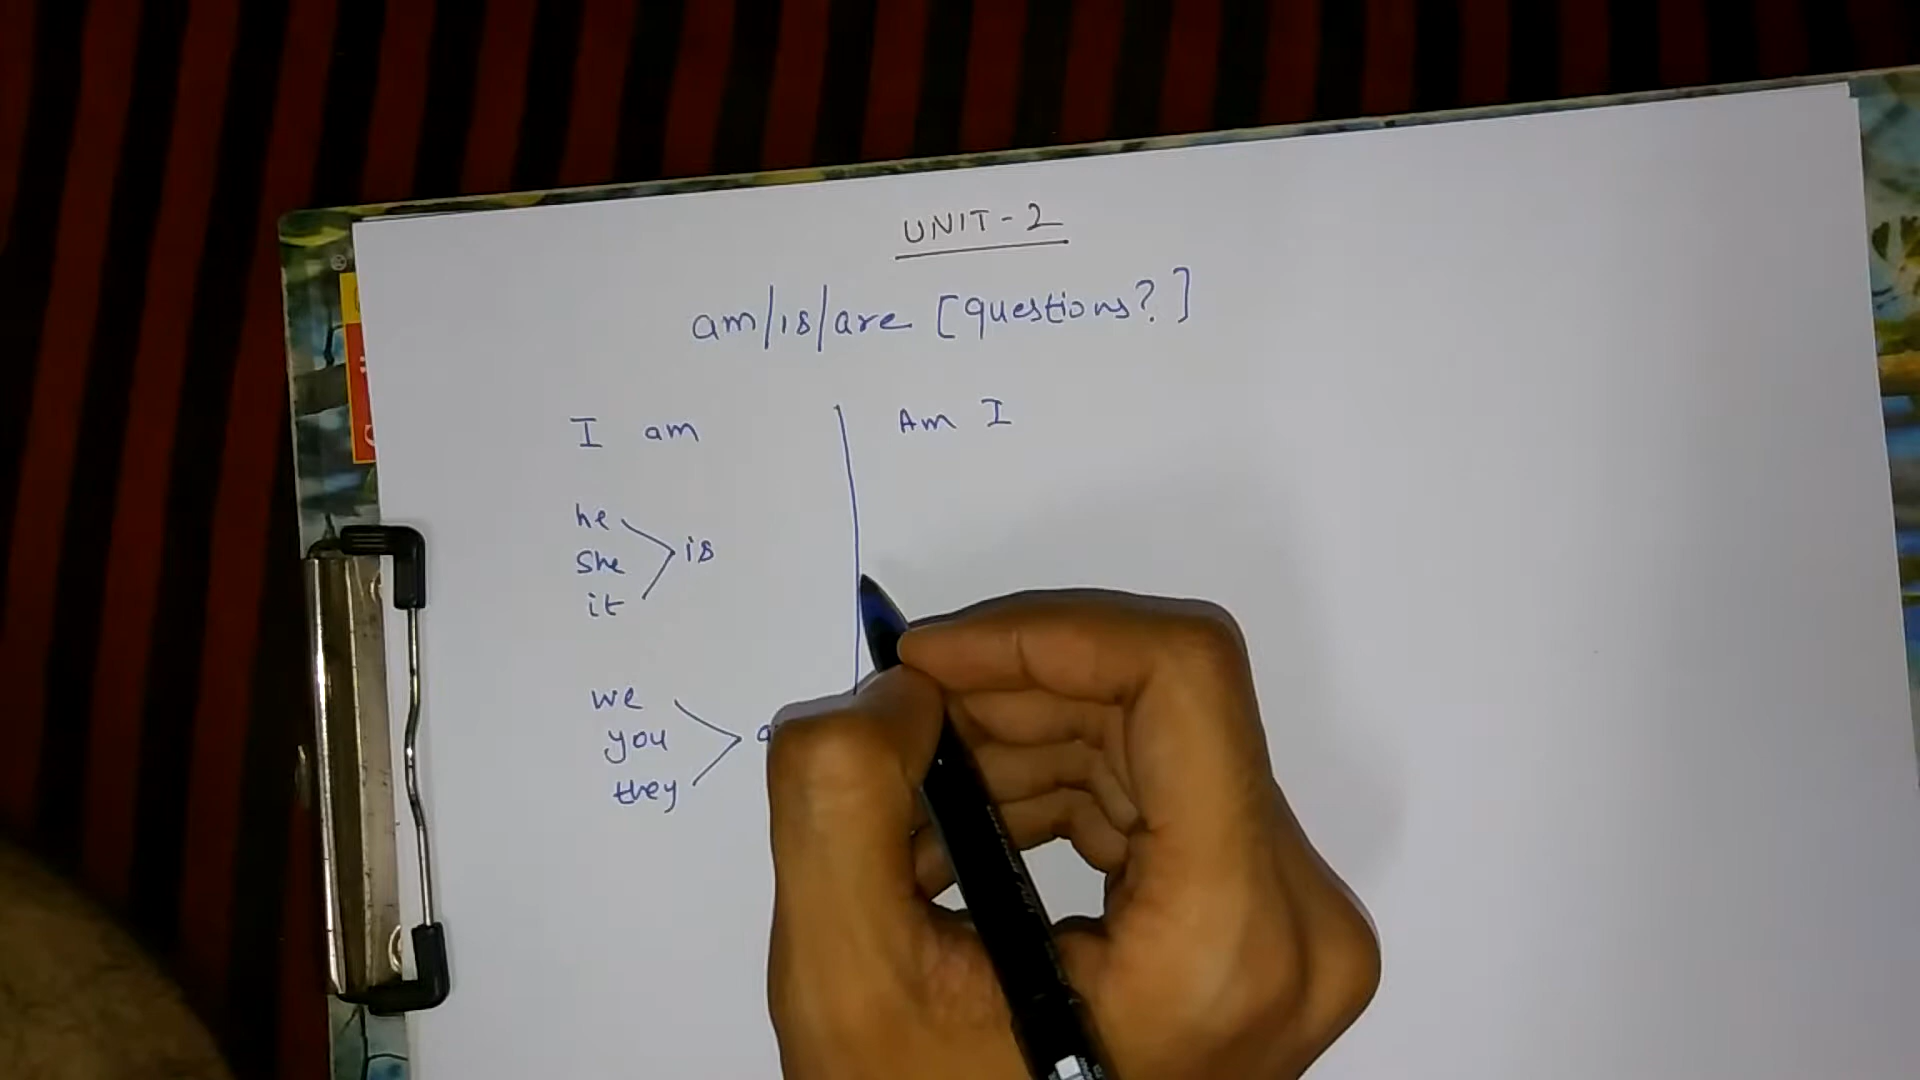 UNIT-2
am/is/are [questions?]
I am
he
she
it
is
we
you
they
Am I